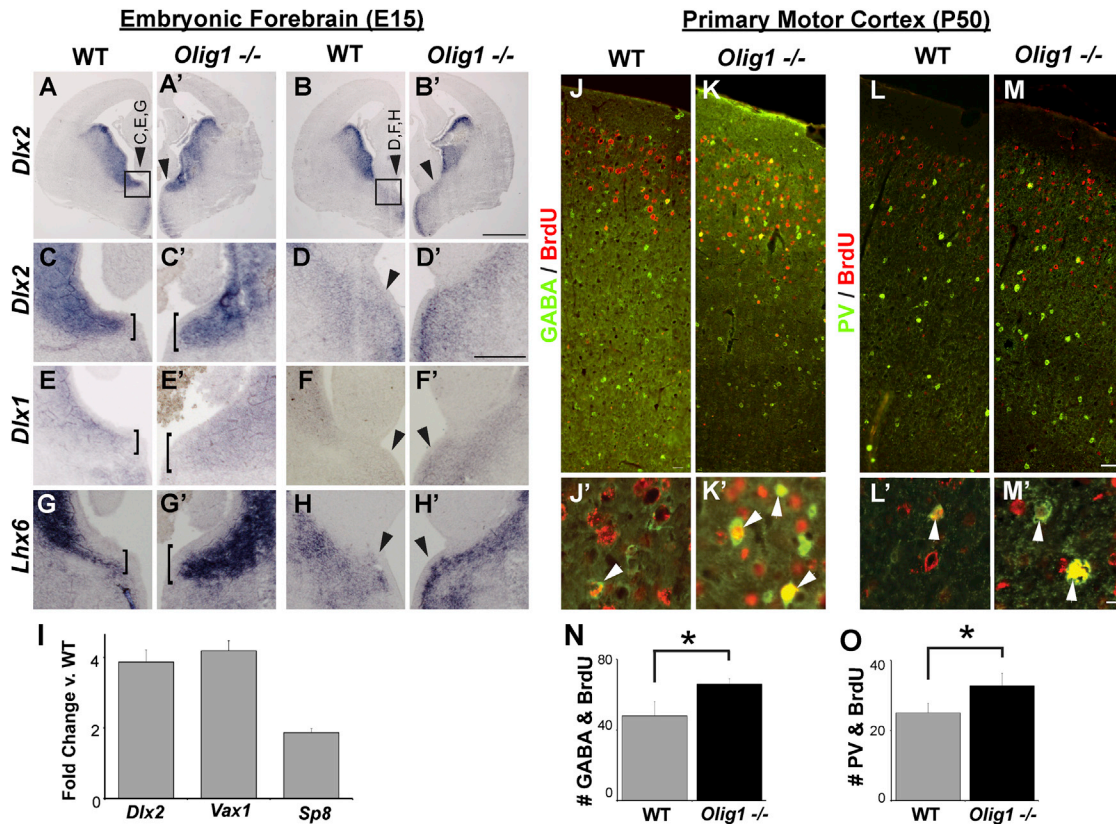 Embryonic Forebrain (E15)
Primary Motor Cortex (P50)
WT
Olig1 -/-
WT
Olig1 -/-
WT
Olig1 -/-
WT
Olig1 -/-
Dlx2
A
C,E,G
A'
B
D,F,H
B'
Dlx2
C
C'
D
D'
Dlx1
E
E'
F
F'
Lhx6
G
G'
H
H'
GABA / BrdU
J
K
J'
K'
PV / BrdU
L
M
L'
M'
I
Fold Change v. WT
4
2
0
Dlx2
Vax1
Sp8
N
# GABA & BrdU
80
40
0
*
WT
Olig1 -/-
O
# PV & BrdU
40
20
0
*
WT
Olig1 -/-